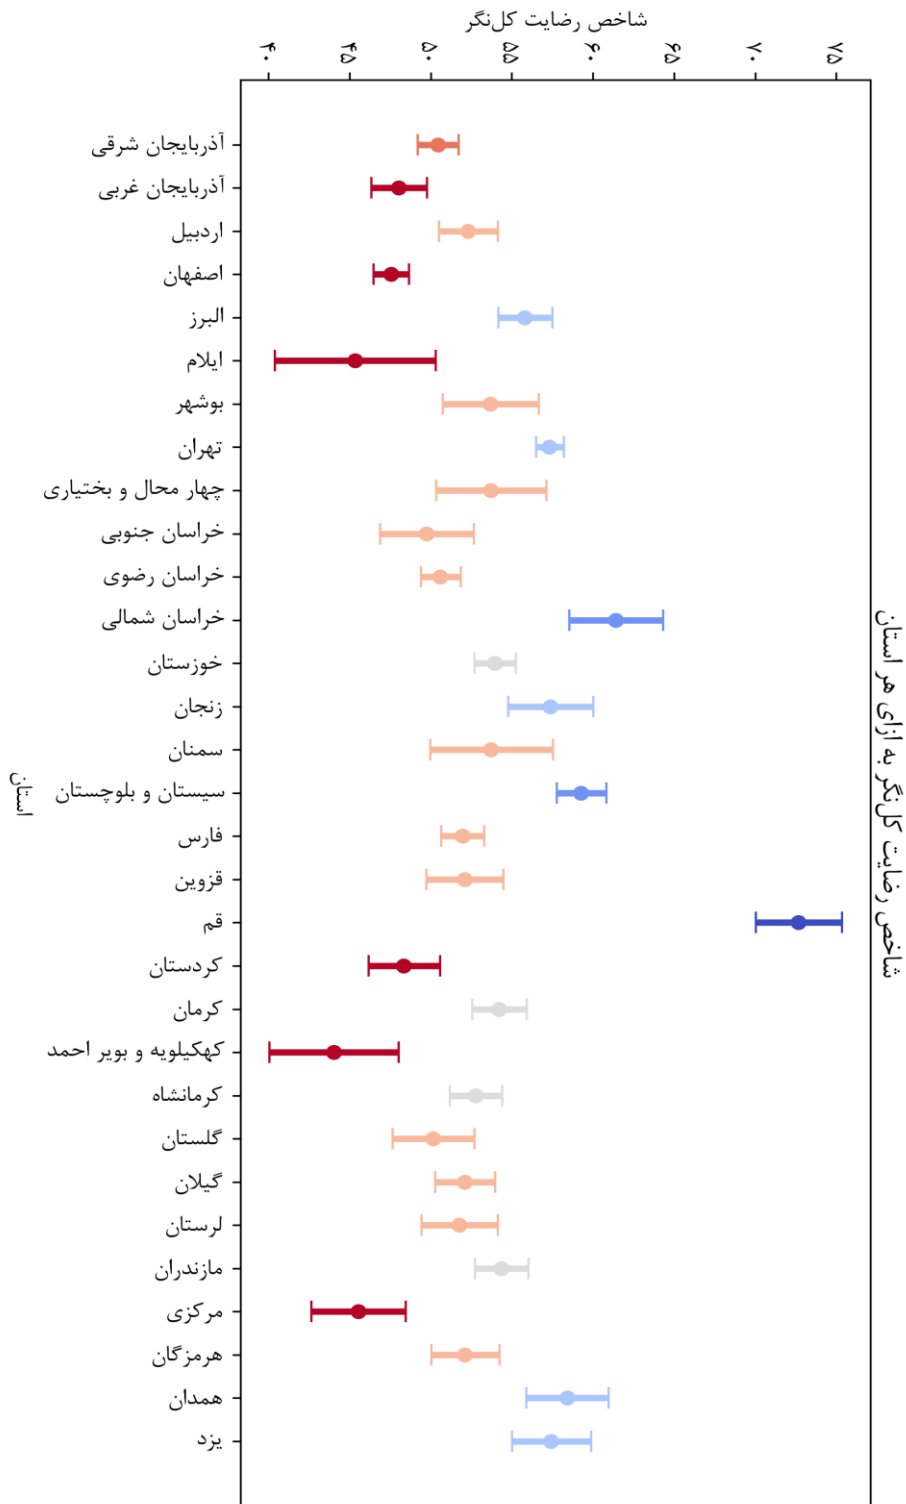 شاخص رضایت کل‌نگر
۴۰
۴۵
۵۰
۵۵
۶۰
۶۵
۷۰
۷۵
شاخص رضایت کل‌نگر به ازای هر استان
استان
آذربایجان شرقی
آذربایجان غربی
اردبیل
اصفهان
البرز
ایلام
بوشهر
تهران
چهار محال و بختیاری
خراسان جنوبی
خراسان رضوی
خراسان شمالی
خوزستان
زنجان
سمنان
سیستان و بلوچستان
فارس
قزوین
قم
کردستان
کرمان
کهکیلویه و بویر احمد
کرمانشاه
گلستان
گیلان
لرستان
مازندران
مرکزی
هرمزگان
همدان
یزد